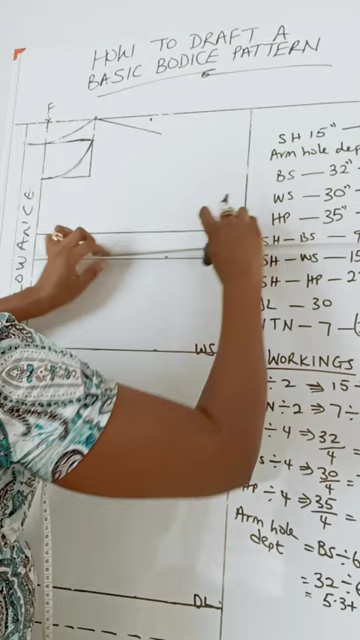 HOW TO DRAFT A
BASIC BODICE PATTERN
F
OWANCE
WS
DL
SH 15"
Arm hole dep
BS — 32"
WS — 30"
HP — 35"
SH — BS — 9
SH — WS — 15
SH — HP — 2
DL — 30
NTN — 7 —
WORKINGS
÷ 2 ⇒ 15
N ÷ 2 ⇒ 7 ÷
÷ 4 ⇒ 32/4 =
S ÷ 4 ⇒ 30/4 =
HP ÷ 4 ⇒ 35/4 =
Arm hole
dept = BS ÷ 6
= 32 ÷ 6
= 5.3 +